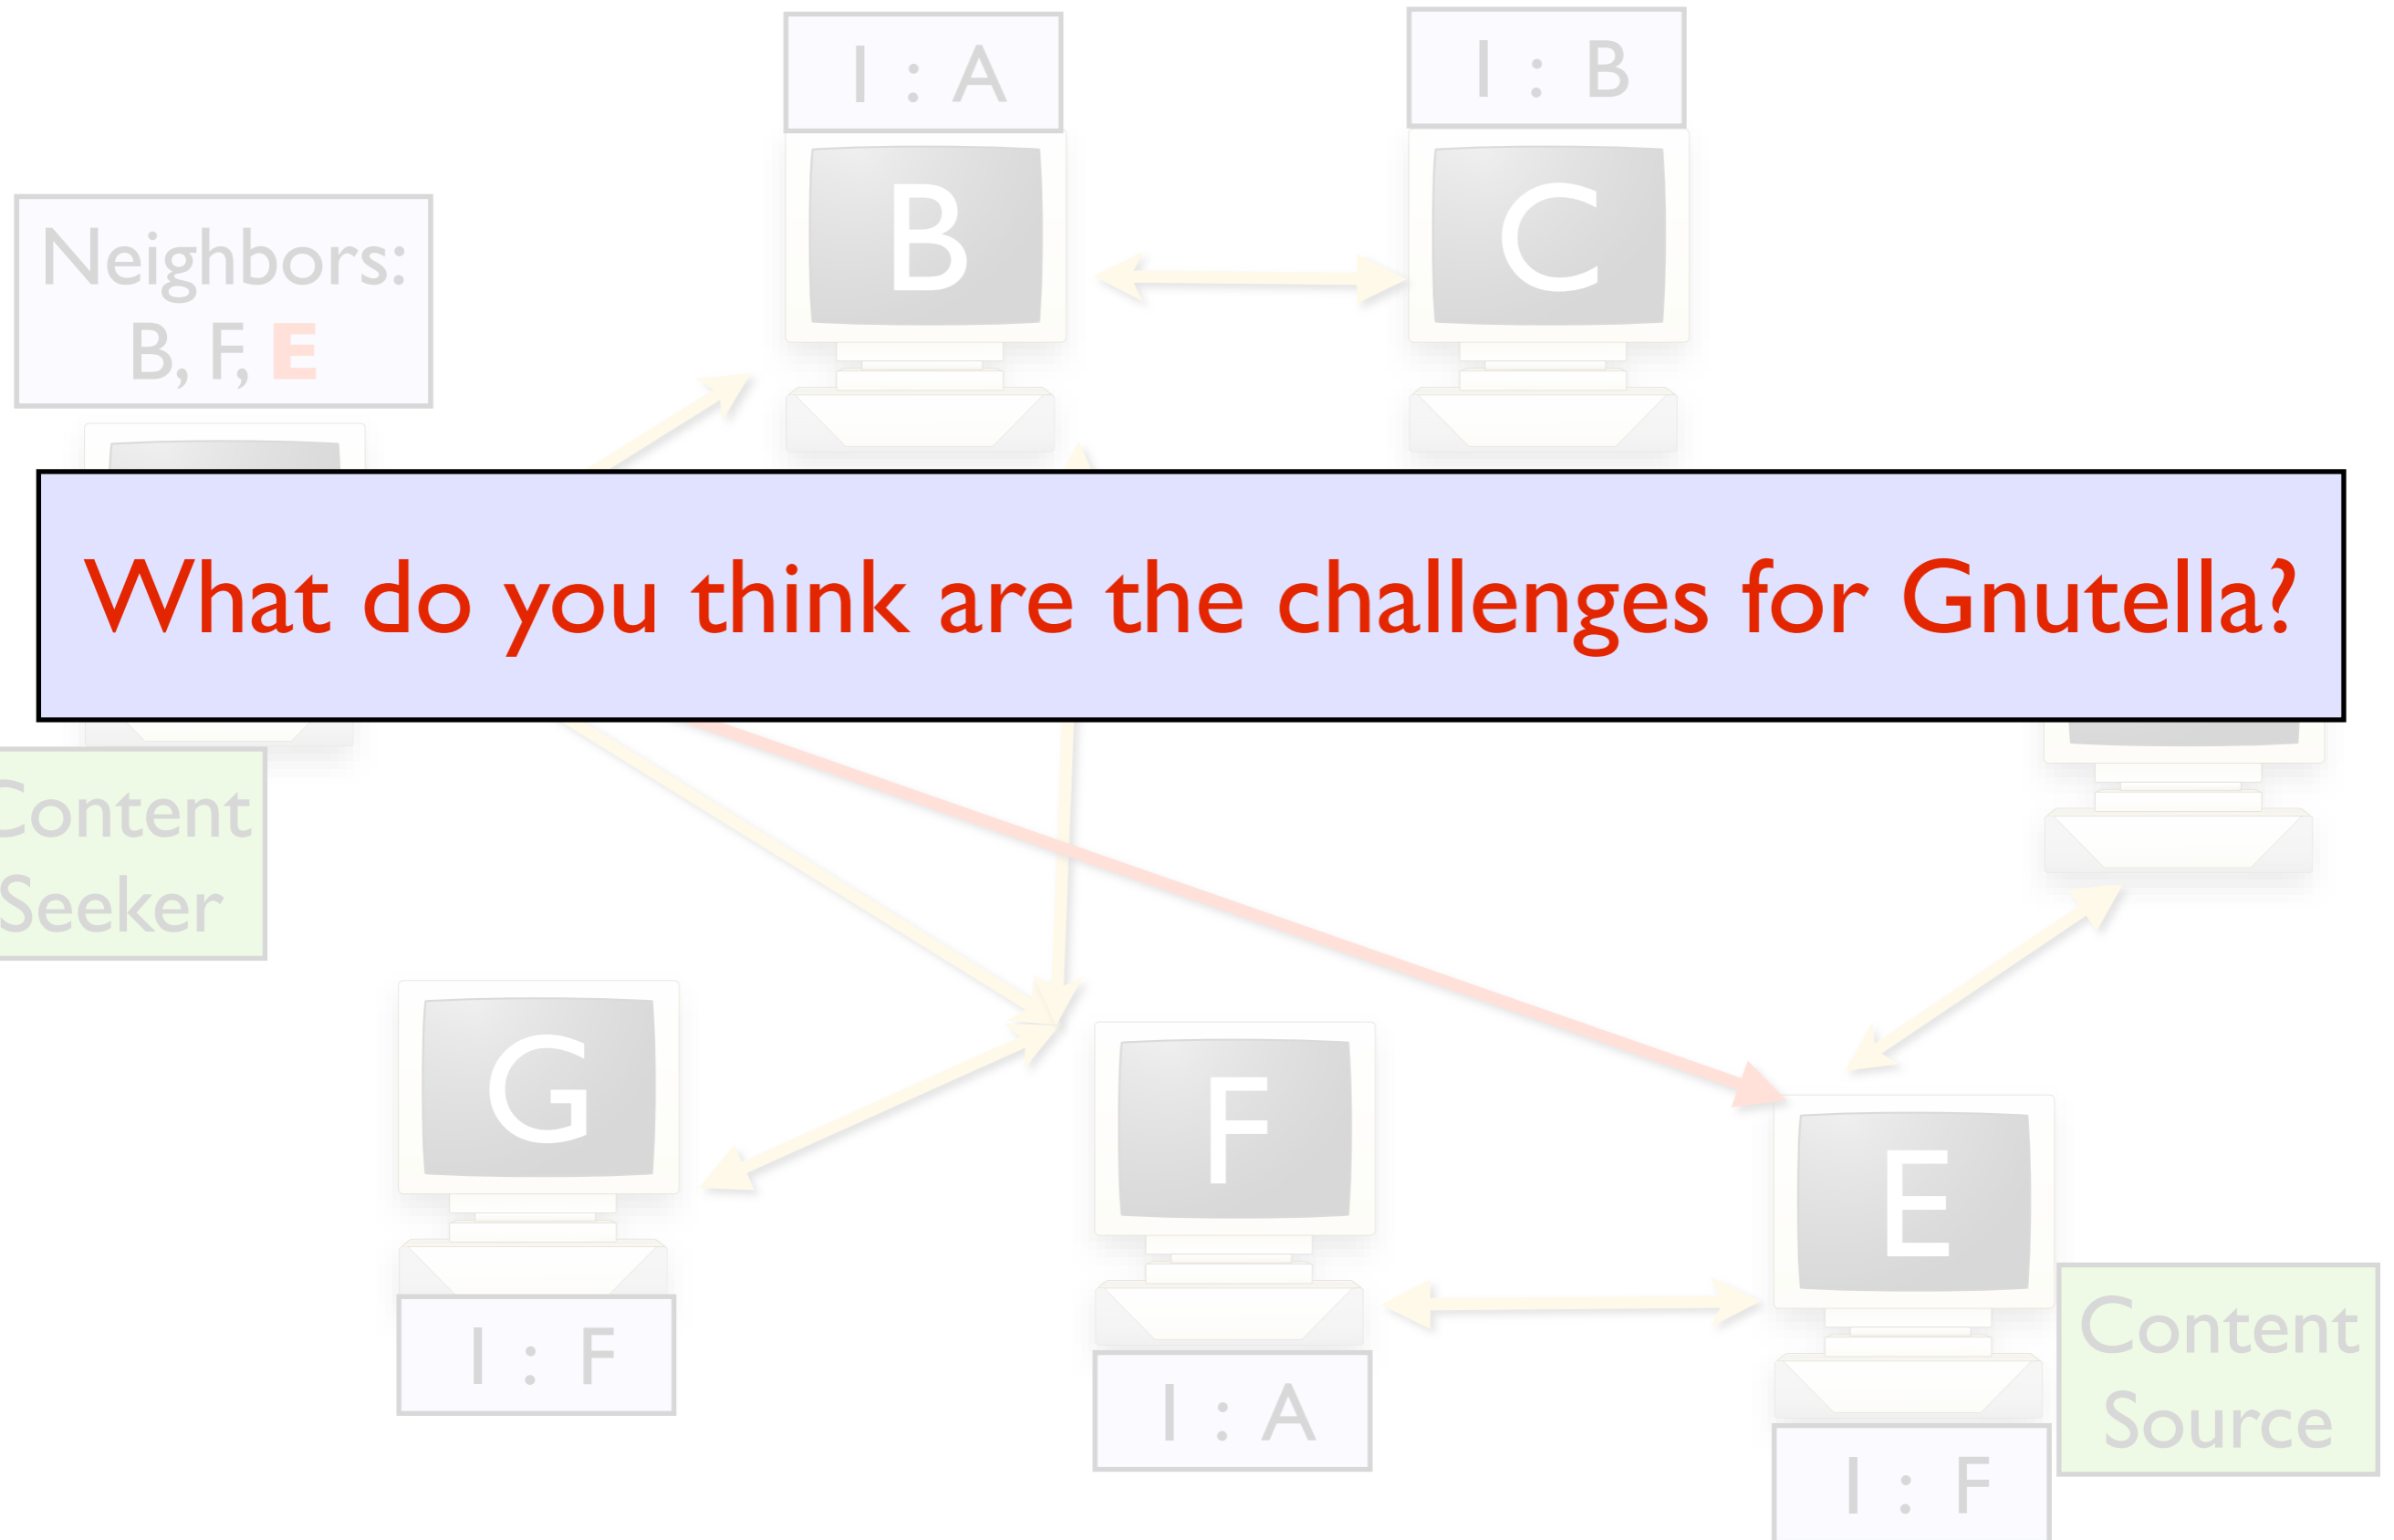 I : A
I : B
B
C
Neighbors:
B, F, E
What do you think are the challenges for Gnutella?
Content
Seeker
G
F
E
I : F
I : A
Content
Source
I : F